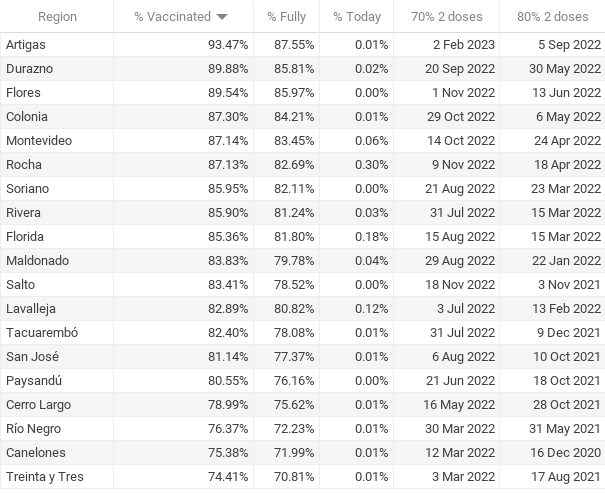 Region % Vaccinated % Fully % Today 70% 2 doses 80% 2 doses
Artigas 93.47% 87.55% 0.01% 2 Feb 2023 5 Sep 2022
Durazno 89.88% 85.81% 0.02% 20 Sep 2022 30 May 2022
Flores 89.54% 85.97% 0.00% 1 Nov 2022 13 Jun 2022
Colonia 87.30% 84.21% 0.01% 29 Oct 2022 6 May 2022
Montevideo 87.14% 83.45% 0.06% 14 Oct 2022 24 Apr 2022
Rocha 87.13% 82.69% 0.30% 9 Nov 2022 18 Apr 2022
Soriano 85.95% 82.11% 0.00% 21 Aug 2022 23 Mar 2022
Rivera 85.90% 81.24% 0.03% 31 Jul 2022 15 Mar 2022
Florida 85.36% 81.80% 0.18% 15 Aug 2022 15 Mar 2022
Maldonado 83.83% 79.78% 0.04% 29 Aug 2022 22 Jan 2022
Salto 83.41% 78.52% 0.00% 18 Nov 2022 3 Nov 2021
Lavalleja 82.89% 80.82% 0.12% 3 Jul 2022 13 Feb 2022
Tacuarembó 82.40% 78.08% 0.01% 31 Jul 2022 9 Dec 2021
San José 81.14% 77.37% 0.01% 6 Aug 2022 10 Oct 2021
Paysandú 80.55% 76.16% 0.00% 21 Jun 2022 18 Oct 2021
Cerro Largo 78.99% 75.62% 0.01% 16 May 2022 28 Oct 2021
Río Negro 76.37% 72.23% 0.01% 30 Mar 2022 31 May 2021
Canelones 75.38% 71.99% 0.01% 12 Mar 2022 16 Dec 2020
Treinta y Tres 74.41% 70.81% 0.01% 3 Mar 2022 17 Aug 2021